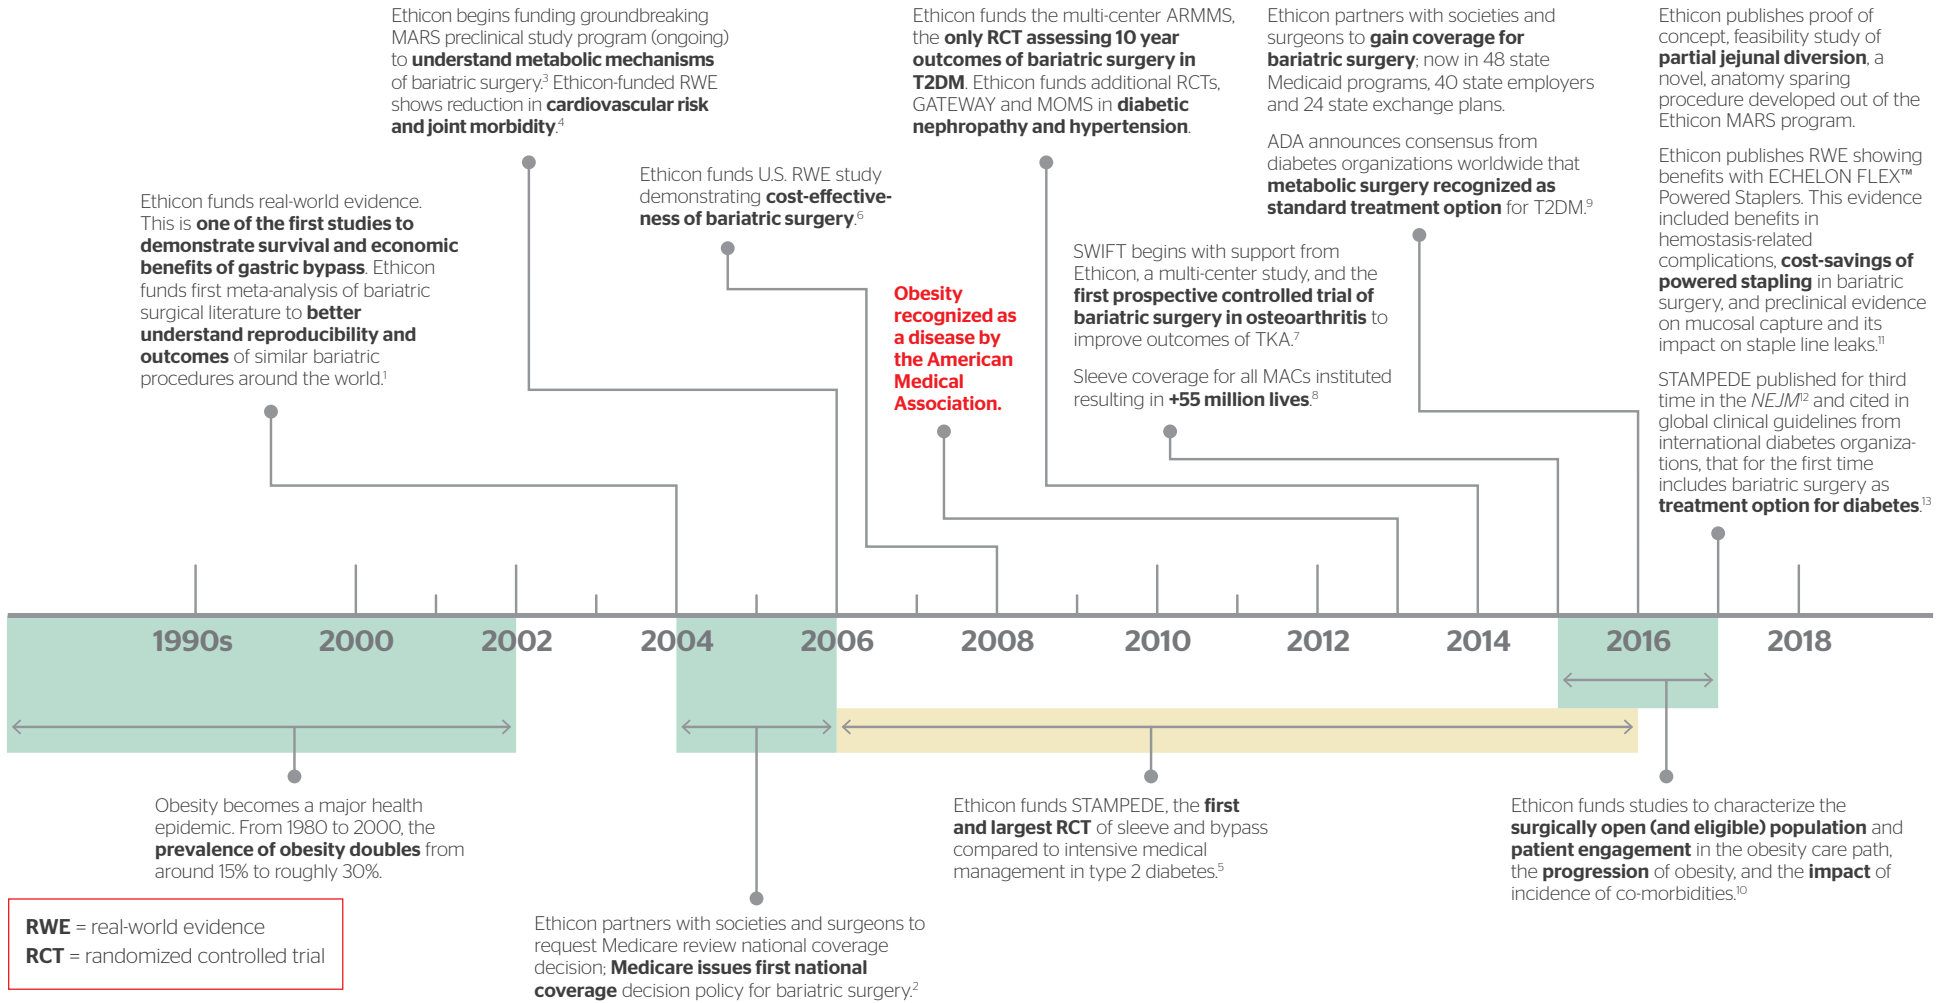 Ethicon begins funding groundbreaking
MARS preclinical study program (ongoing)
to understand metabolic mechanisms
of bariatric surgery.3 Ethicon-funded RWE
shows reduction in cardiovascular risk
and joint morbidity.4
Ethicon funds the multi-center ARMMS,
the only RCT assessing 10 year
outcomes of bariatric surgery in
T2DM. Ethicon funds additional RCTs,
GATEWAY and MOMS in diabetic
nephropathy and hypertension.
Ethicon partners with societies and
surgeons to gain coverage for
bariatric surgery; now in 48 state
Medicaid programs, 40 state employers
and 24 state exchange plans.
ADA announces consensus from
diabetes organizations worldwide that
metabolic surgery recognized as
standard treatment option for T2DM.9
Ethicon publishes proof of
concept, feasibility study of
partial jejunal diversion, a
novel, anatomy sparing
procedure developed out of the
Ethicon MARS program.
Ethicon publishes RWE showing
benefits with ECHELON FLEX™
Powered Staplers. This evidence
included benefits in
hemostasis-related
complications, cost-savings of
powered stapling in bariatric
surgery, and preclinical evidence
on mucosal capture and its
impact on staple line leaks.11
STAMPEDE published for third
time in the NEJM12 and cited in
global clinical guidelines from
international diabetes organiza-
tions, that for the first time
includes bariatric surgery as
treatment option for diabetes.13
Ethicon funds real-world evidence.
This is one of the first studies to
demonstrate survival and economic
benefits of gastric bypass. Ethicon
funds first meta-analysis of bariatric
surgical literature to better
understand reproducibility and
outcomes of similar bariatric
procedures around the world.1
Ethicon funds U.S. RWE study
demonstrating cost-effective-
ness of bariatric surgery.6
Obesity
recognized as
a disease by
the American
Medical
Association.
SWIFT begins with support from
Ethicon, a multi-center study, and the
first prospective controlled trial of
bariatric surgery in osteoarthritis to
improve outcomes of TKA.7
Sleeve coverage for all MACs instituted
resulting in +55 million lives.8
1990s
2000
2002
2004
2006
2008
2010
2012
2014
2016
2018
Obesity becomes a major health
epidemic. From 1980 to 2000, the
prevalence of obesity doubles from
around 15% to roughly 30%.
Ethicon partners with societies and surgeons to
request Medicare review national coverage
decision; Medicare issues first national
coverage decision policy for bariatric surgery.2
Ethicon funds STAMPEDE, the first
and largest RCT of sleeve and bypass
compared to intensive medical
management in type 2 diabetes.5
Ethicon funds studies to characterize the
surgically open (and eligible) population and
patient engagement in the obesity care path,
the progression of obesity, and the impact of
incidence of co-morbidities.10
RWE = real-world evidence
RCT = randomized controlled trial